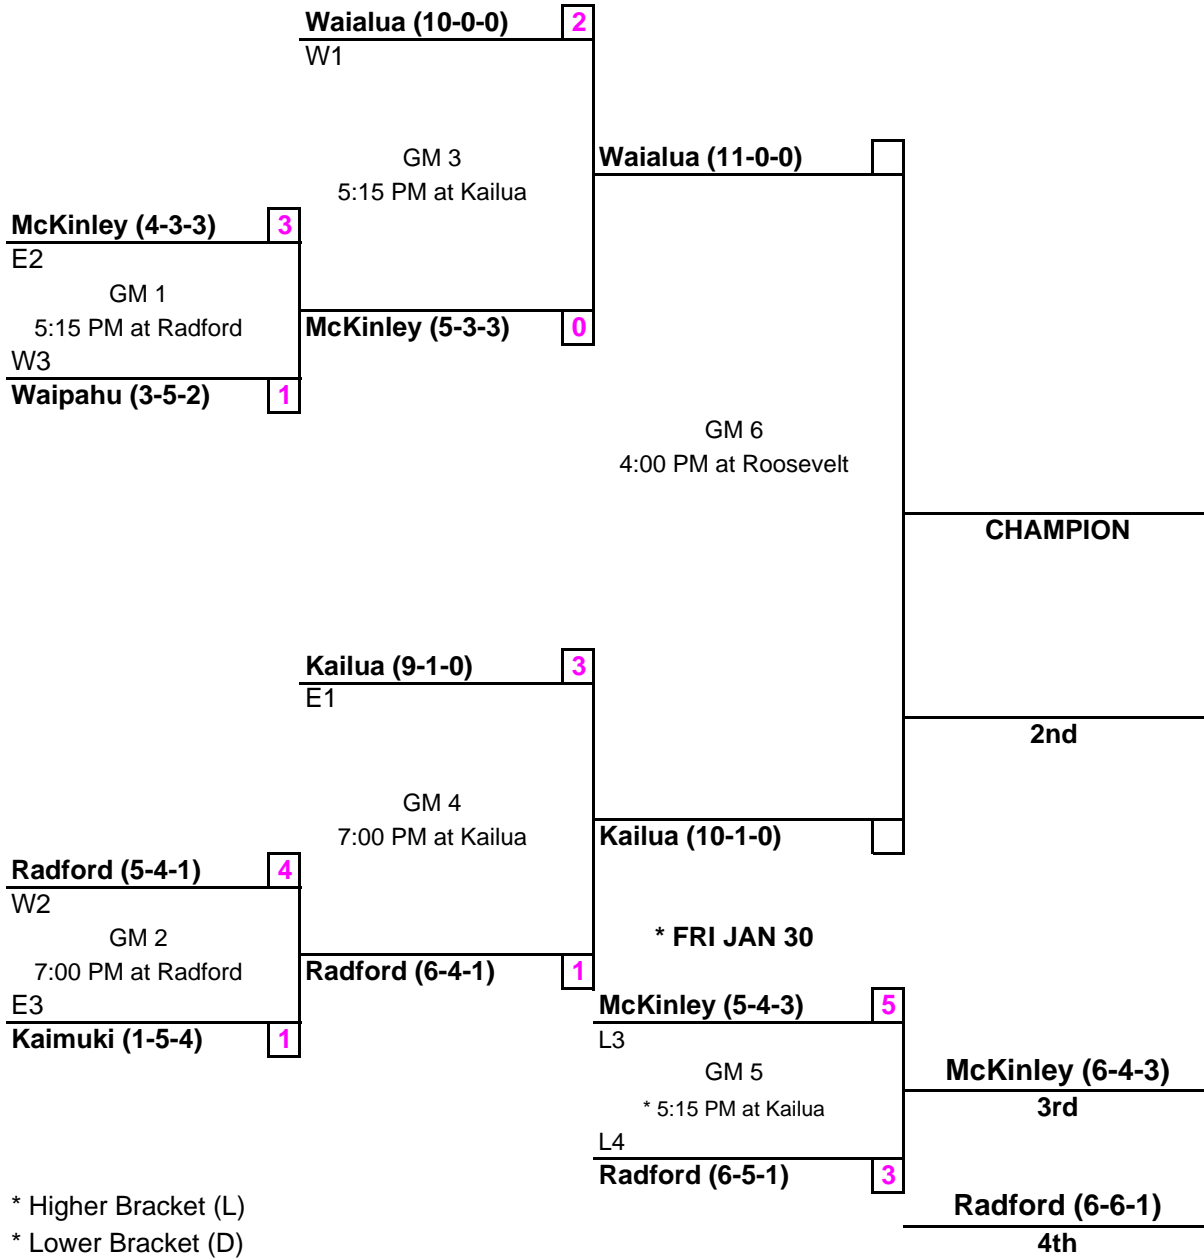 Waialua (10-0-0) 2
W1
GM 3
5:15 PM at Kailua
Waialua (11-0-0)
McKinley (4-3-3) 3
E2
GM 1
5:15 PM at Radford
W3
Waipahu (3-5-2) 1
McKinley (5-3-3) 0
GM 6
4:00 PM at Roosevelt
CHAMPION
Kailua (9-1-0) 3
E1
2nd
GM 4
7:00 PM at Kailua
Kailua (10-1-0)
Radford (5-4-1) 4
W2
GM 2
7:00 PM at Radford
E3
Kaimuki (1-5-4) 1
Radford (6-4-1) 1
* FRI JAN 30
McKinley (5-4-3) 5
L3
GM 5
* 5:15 PM at Kailua
L4
Radford (6-5-1) 3
McKinley (6-4-3)
3rd
Radford (6-6-1)
4th
* Higher Bracket (L)
* Lower Bracket (D)